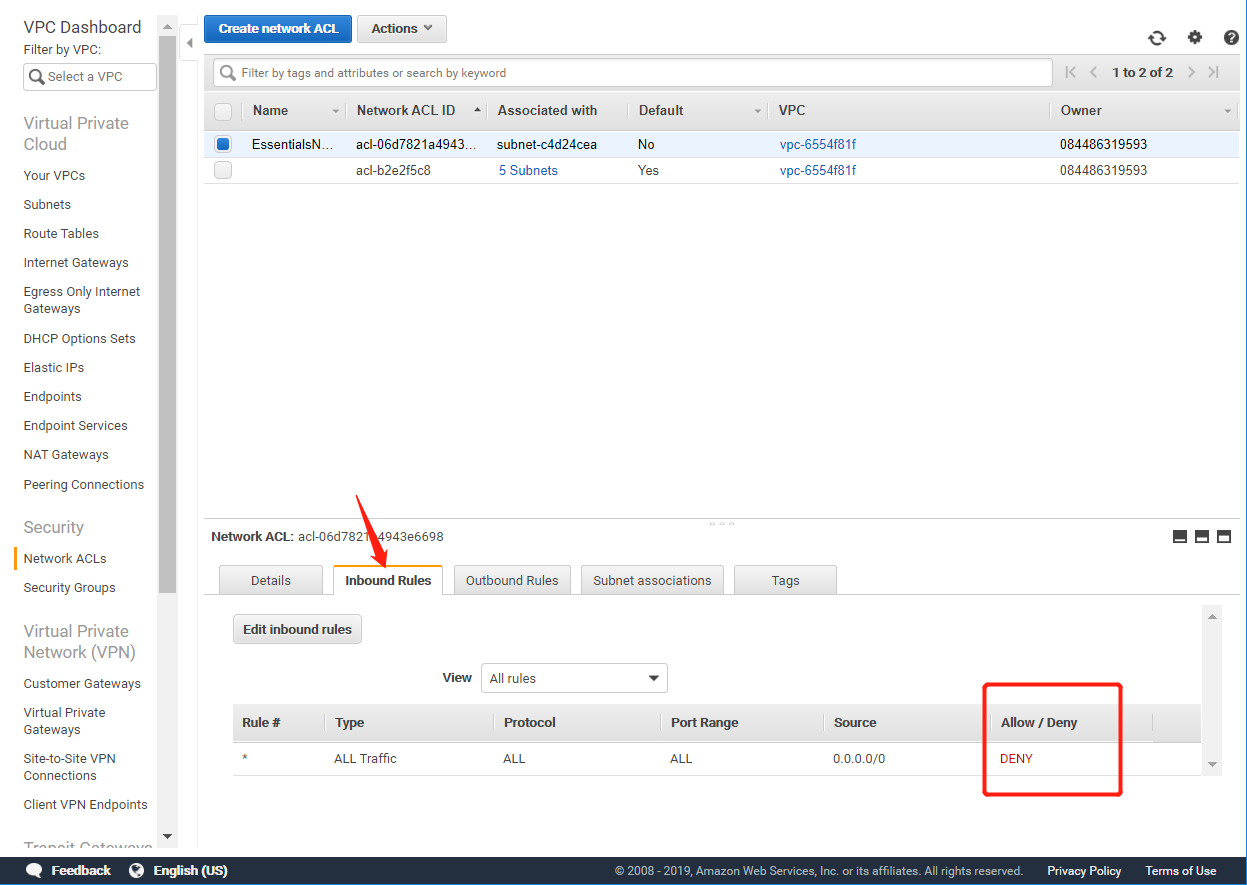 VPC Dashboard
Filter by VPC:
Select a VPC
Virtual Private
Cloud
Your VPCs
Subnets
Route Tables
Internet Gateways
Egress Only Internet
Gateways
DHCP Options Sets
Elastic IPs
Endpoints
Endpoint Services
NAT Gateways
Peering Connections
Security
Network ACLs
Security Groups
Virtual Private
Network (VPN)
Customer Gateways
Virtual Private
Gateways
Site-to-Site VPN
Connections
Client VPN Endpoints
Transit Gateways
Create network ACL Actions
Filter by tags and attributes or search by keyword 1 to 2 of 2
Name Network ACL ID Associated with Default VPC Owner
EssentialsN... acl-06d7821a4943... subnet-c4d24cea No vpc-6554f81f 084486319593
acl-b2e2f5c8 5 Subnets Yes vpc-6554f81f 084486319593
Network ACL: acl-06d7821a4943e6698
Details Inbound Rules Outbound Rules Subnet associations Tags
Edit inbound rules
View All rules
Rule # Type Protocol Port Range Source Allow / Deny
* ALL Traffic ALL ALL 0.0.0.0/0 DENY
Feedback English (US) © 2008 - 2019, Amazon Web Services, Inc. or its affiliates. All rights reserved. Privacy Policy Terms of Use